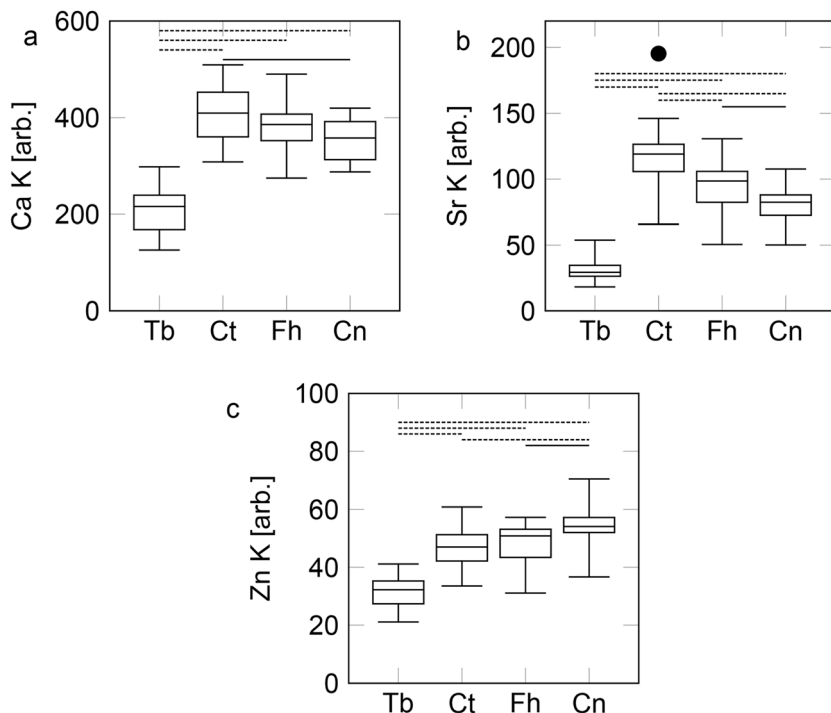 a
Ca K [arb.]
600
400
200
0
Tb Ct Fh Cn
b
Sr K [arb.]
200
150
100
50
0
Tb Ct Fh Cn
c
Zn K [arb.]
100
80
60
40
20
0
Tb Ct Fh Cn